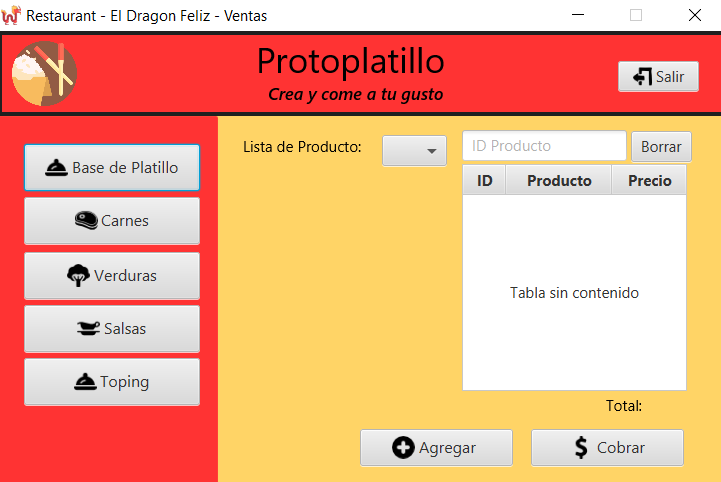 Restaurant - El Dragon Feliz - Ventas
Protoplatillo
Crea y come a tu gusto
Salir
Base de Platillo
Carnes
Verduras
Salsas
Toping
Lista de Producto:
ID Producto
Borrar
ID Producto Precio
Tabla sin contenido
Total:
Agregar
Cobrar